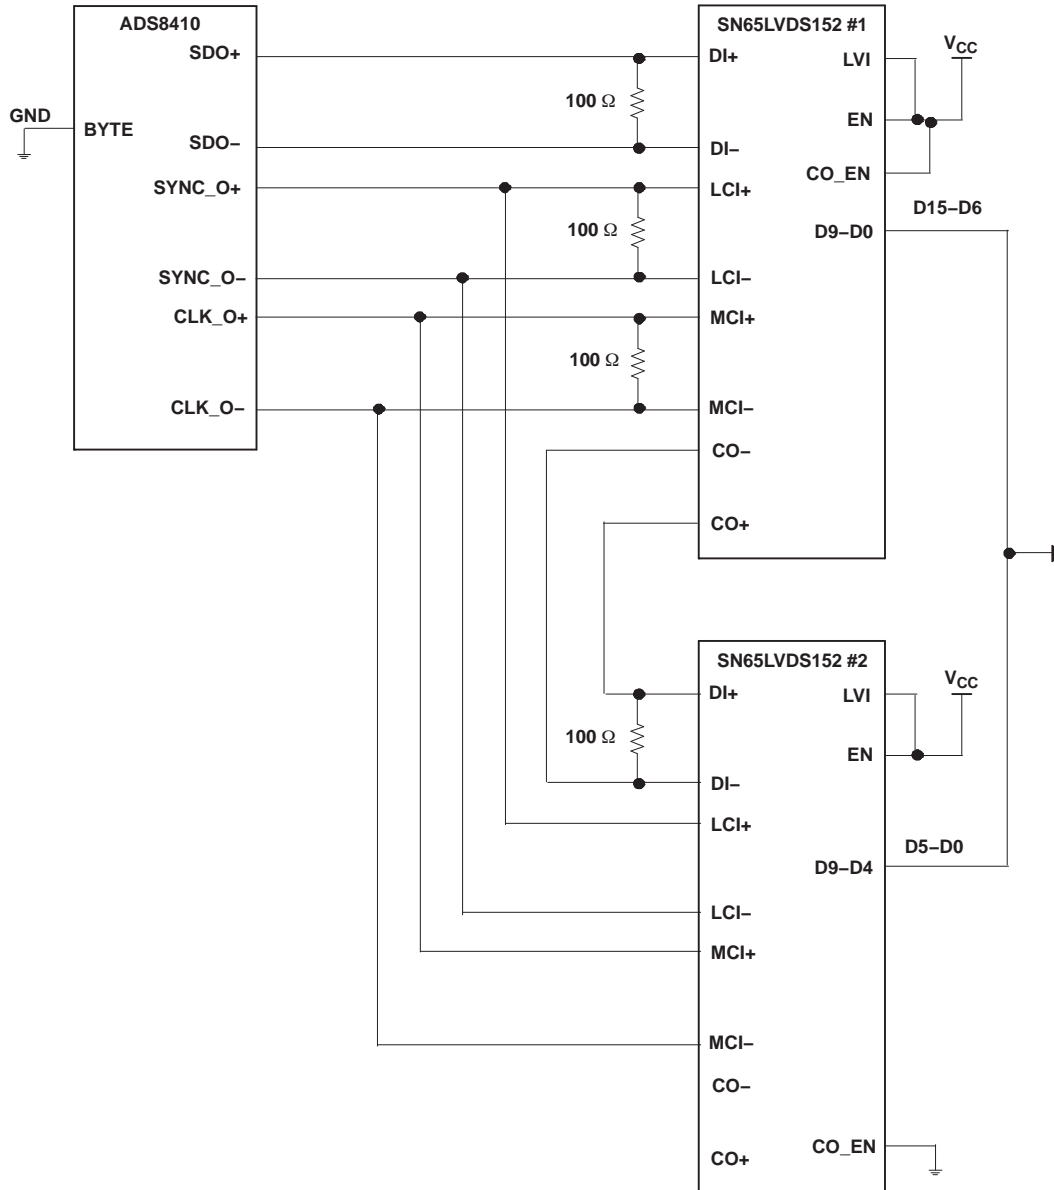 ADS8410
SDO+
GND
BYTE
SDO–
SYNC_O+
SYNC_O–
CLK_O+
CLK_O–
100 Ω
100 Ω
100 Ω
SN65LVDS152 #1
DI+
LVI
VCC
EN
DI–
CO_EN
LCI+
D15–D6
D9–D0
LCI–
MCI+
MCI–
CO–
CO+
SN65LVDS152 #2
DI+
LVI
VCC
100 Ω
EN
DI–
LCI+
D5–D0
D9–D4
LCI–
MCI+
MCI–
CO–
CO_EN
CO+